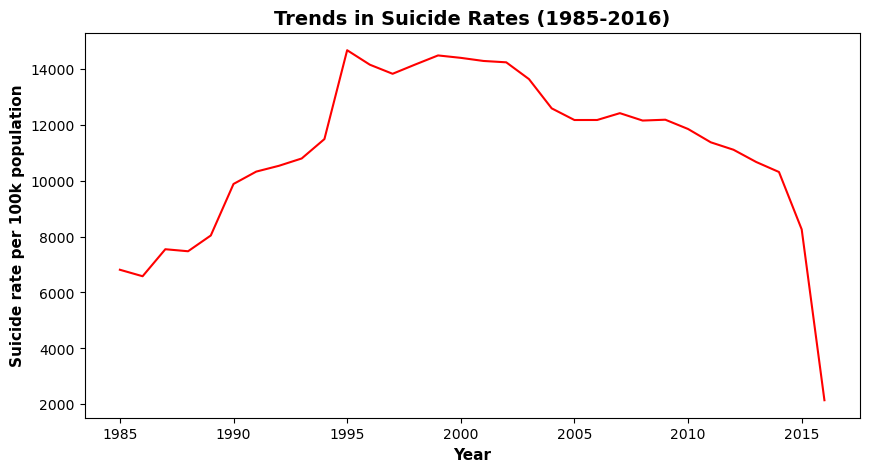 Trends in Suicide Rates (1985-2016)
Suicide rate per 100k population
14000
12000
10000
8000
6000
4000
2000
1985 1990 1995 2000 2005 2010 2015
Year